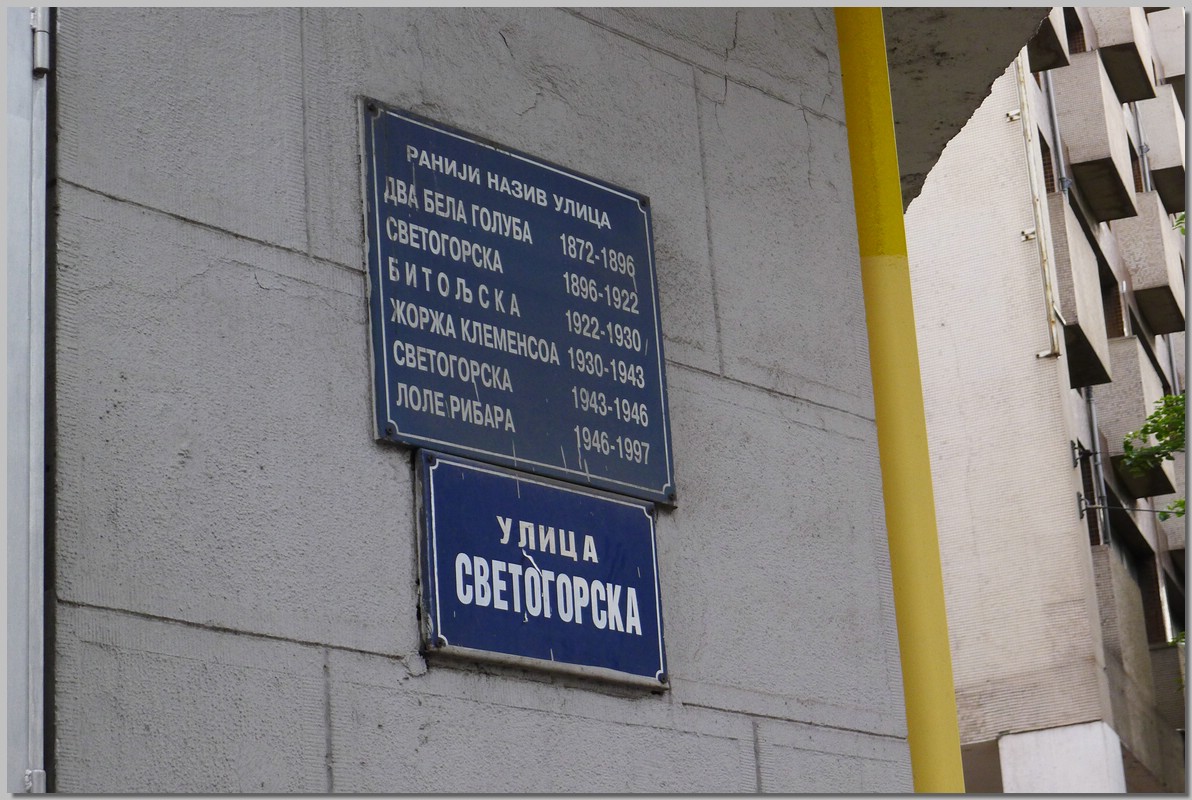 РАНИЈИ НАЗИВ УЛИЦА
ДВА БЕЛА ГОЛУБА 1872-1896
СВЕТОГОРСКА 1896-1922
БИТОЉСКА 1922-1930
ЖОРЖА КЛЕМЕНСОА 1930-1943
СВЕТОГОРСКА 1943-1946
ЛОЛЕ РИБАРА 1946-1997
УЛИЦА
СВЕТОГОРСКА